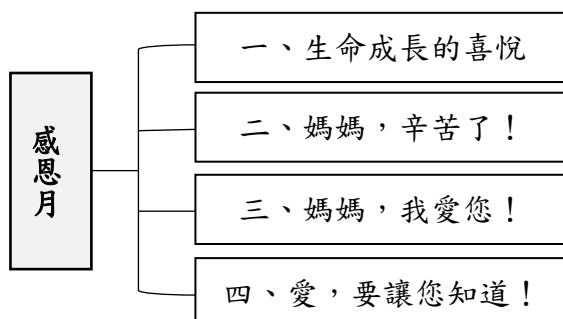 感恩月
一、生命成長的喜悅
二、媽媽，辛苦了！
三、媽媽，我愛您！
四、愛，要讓您知道！